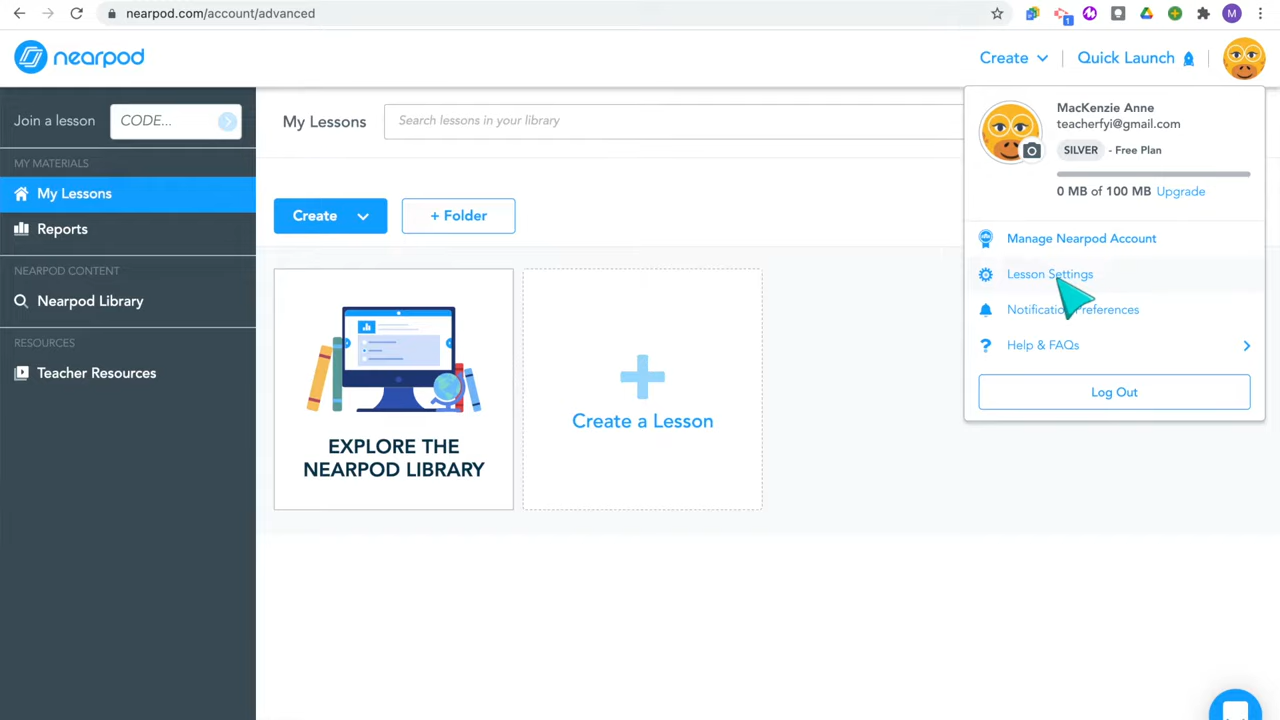 nearpod.com/account/advanced
1
M
nearpod
Create
Quick Launch
Join a lesson
CODE...
MY MATERIALS
My Lessons
Reports
NEARPOD CONTENT
Nearpod Library
RESOURCES
Teacher Resources
My Lessons
Search lessons in your library
Create
+ Folder
EXPLORE THE
NEARPOD LIBRARY
Create a Lesson
MacKenzie Anne
teacherfyi@gmail.com
SILVER - Free Plan
0 MB of 100 MB Upgrade
Manage Nearpod Account
Lesson Settings
Notification Preferences
Help & FAQs
Log Out